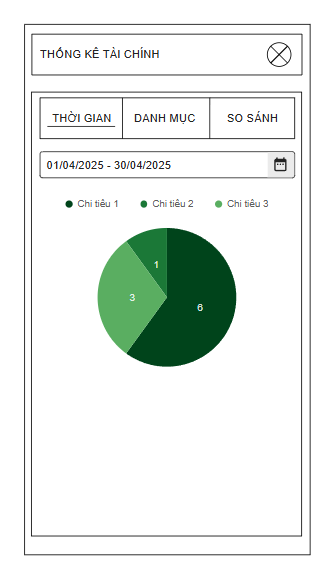 THỐNG KÊ TÀI CHÍNH
THỜI GIAN DANH MỤC SO SÁNH
01/04/2025 - 30/04/2025
Chi tiêu 1 Chi tiêu 2 Chi tiêu 3
1
3
6